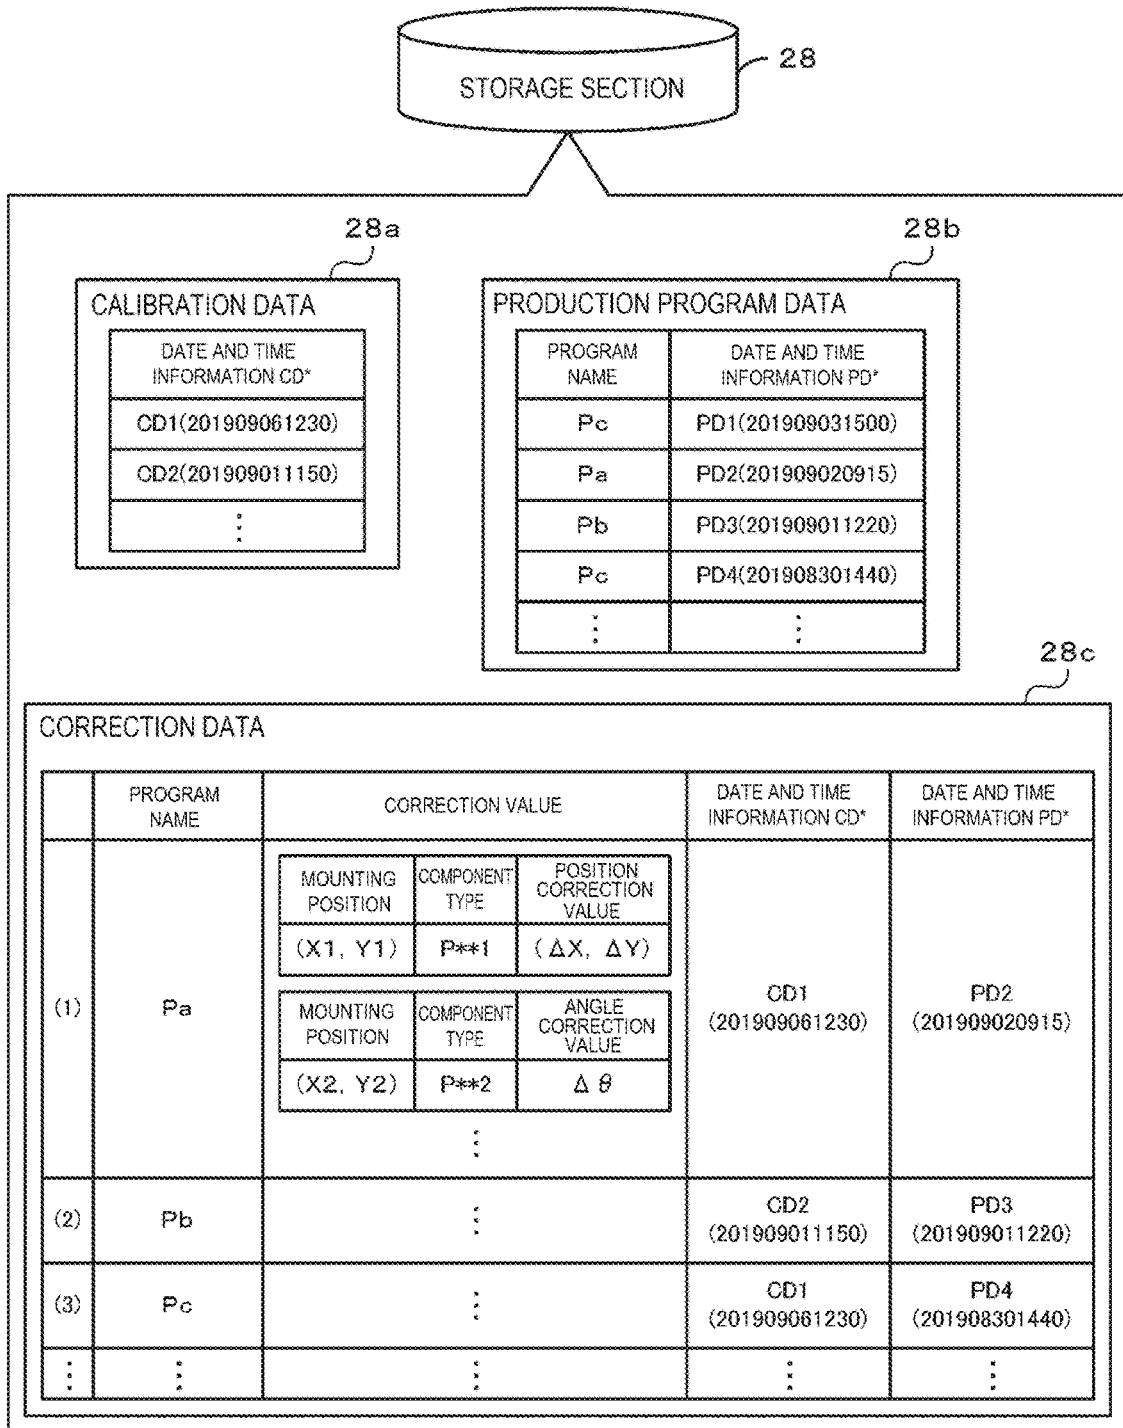 STORAGE SECTION
28
28a
CALIBRATION DATA
DATE AND TIME
INFORMATION CD*
CD1(201909061230)
CD2(201909011150)
28b
PRODUCTION PROGRAM DATA
PROGRAM
NAME
DATE AND TIME
INFORMATION PD*
Pc
PD1(201909031500)
Pa
PD2(201909020915)
Pb
PD3(201909011220)
Pc
PD4(201908301440)
28c
CORRECTION DATA
PROGRAM
NAME
CORRECTION VALUE
DATE AND TIME
INFORMATION CD*
DATE AND TIME
INFORMATION PD*
(1)
Pa
MOUNTING
POSITION
COMPONENT
TYPE
POSITION
CORRECTION
VALUE
(X1, Y1)
P**1
(ΔX, ΔY)
MOUNTING
POSITION
COMPONENT
TYPE
ANGLE
CORRECTION
VALUE
(X2, Y2)
P**2
Δθ
CD1
(201909061230)
PD2
(201909020915)
(2)
Pb
CD2
(201909011150)
PD3
(201909011220)
(3)
Pc
CD1
(201909061230)
PD4
(201908301440)